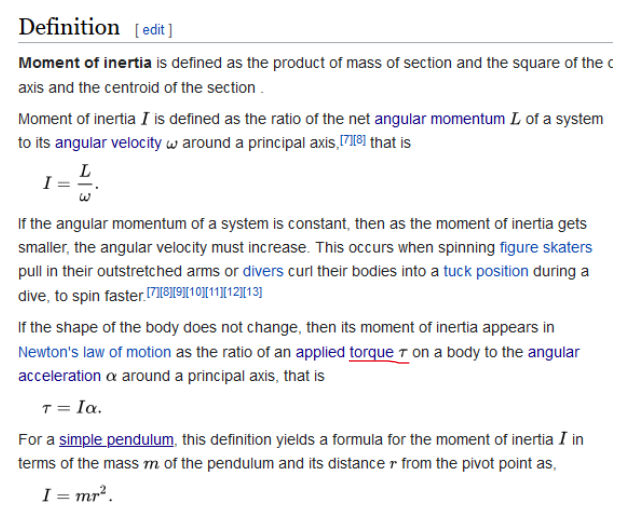 Definition [ edit ]
Moment of inertia is defined as the product of mass of section and the square of the
axis and the centroid of the section .
Moment of inertia I is defined as the ratio of the net angular momentum L of a system
to its angular velocity ω around a principal axis,[7][8] that is
I = L/ω.
If the angular momentum of a system is constant, then as the moment of inertia gets
smaller, the angular velocity must increase. This occurs when spinning figure skaters
pull in their outstretched arms or divers curl their bodies into a tuck position during a
dive, to spin faster.[7][8][9][10][11][12][13]
If the shape of the body does not change, then its moment of inertia appears in
Newton's law of motion as the ratio of an applied torque τ on a body to the angular
acceleration α around a principal axis, that is
τ = Iα.
For a simple pendulum, this definition yields a formula for the moment of inertia I in
terms of the mass m of the pendulum and its distance r from the pivot point as,
I = mr².